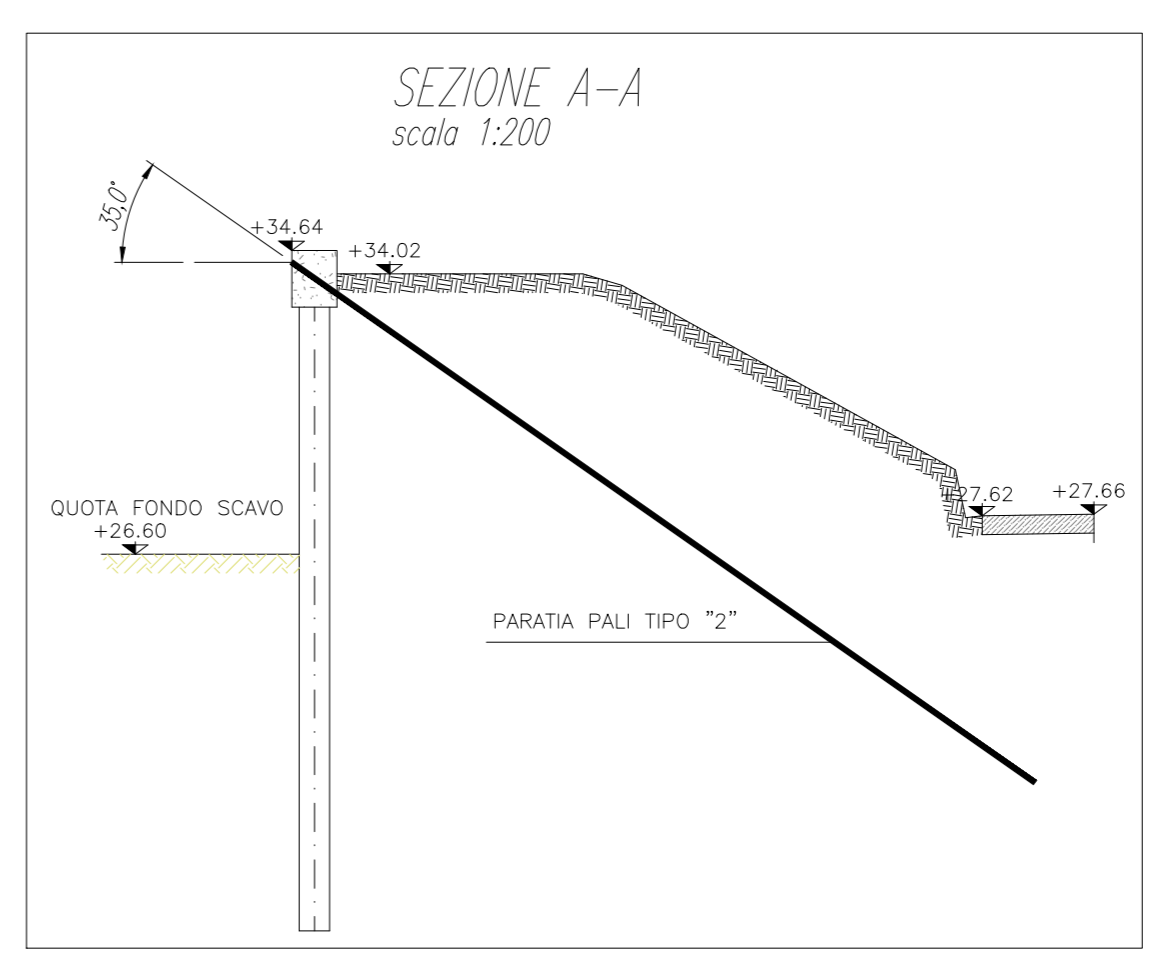 SEZIONE A-A
scala 1:200
35,0°
+34.64
+34.02
+27.62
+27.66
QUOTA FONDO SCAVO
+26.60
PARATIA PALI TIPO "2"